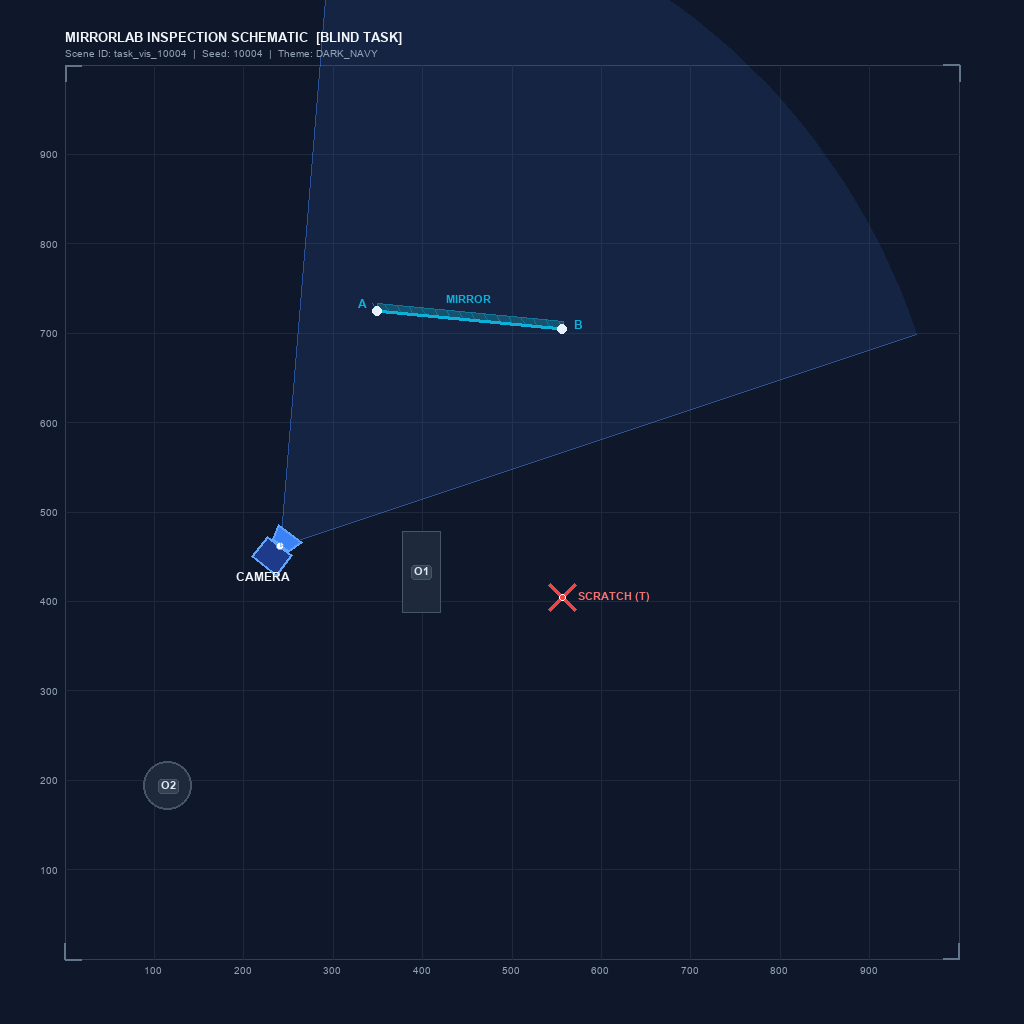 MIRRORLAB INSPECTION SCHEMATIC [BLIND TASK]
Scene ID: task_vis_10004 | Seed: 10004 | Theme: DARK_NAVY
900
800
700
600
500
400
300
200
100
A
MIRROR
B
CAMERA
O1
SCRATCH (T)
O2
100
200
300
400
500
600
700
800
900